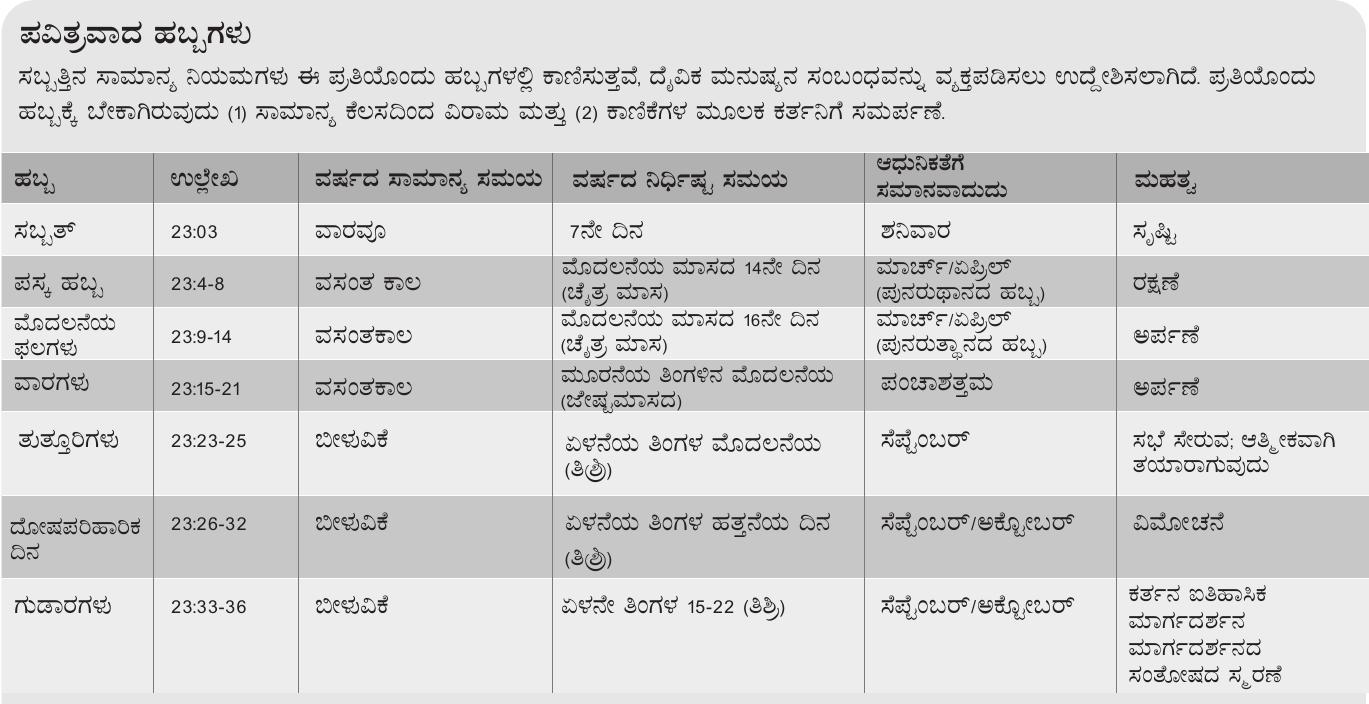 ಪವಿತ್ರವಾದ ಹಬ್ಬಗಳು
ಸಬ್ಬತ್ತಿನ ಸಾಮಾನ್ಯ ನಿಯಮಗಳು ಈ ಪ್ರತಿಯೊಂದು ಹಬ್ಬಗಳಲ್ಲಿ ಕಾಣಿಸುತ್ತವೆ, ದೈವಿಕ ಮನುಷ್ಯನ ಸಂಬಂಧವನ್ನು ವ್ಯಕ್ತಪಡಿಸಲು ಉದ್ದೇಶಿಸಲಾಗಿದೆ. ಪ್ರತಿಯೊಂದು
ಹಬ್ಬಕ್ಕೆ ಬೇಕಾಗಿರುವುದು (1) ಸಾಮಾನ್ಯ ಕೆಲಸದಿಂದ ವಿರಾಮ ಮತ್ತು (2) ಕಾಣಿಕೆಗಳ ಮೂಲಕ ಕರ್ತನಿಗೆ ಸಮರ್ಪಣೆ.
ಹಬ್ಬ ಉಲ್ಲೇಖ ವರ್ಷದ ಸಾಮಾನ್ಯ ಸಮಯ ವರ್ಷದ ನಿರ್ಧಿಷ್ಟ ಸಮಯ ಆಧುನಿಕತೆಗೆ
ಸಮಾನವಾದುದು ಮಹತ್ವ
ಸಬ್ಬತ್ 23:03 ವಾರವೂ 7ನೇ ದಿನ ಶನಿವಾರ ಸೃಷ್ಟಿ
ಪಸ್ಕ ಹಬ್ಬ 23:4-8 ವಸಂತ ಕಾಲ ಮೊದಲನೆಯ ಮಾಸದ 14ನೇ ದಿನ
(ಚೈತ್ರ ಮಾಸ) ಮಾರ್ಚ್/ಏಪ್ರಿಲ್
(ಪುನರುಥಾನದ ಹಬ್ಬ) ರಕ್ಷಣೆ
ಮೊದಲನೆಯ
ಫಲಗಳು 23:9-14 ವಸಂತಕಾಲ ಮೊದಲನೆಯ ಮಾಸದ 16ನೇ ದಿನ
(ಚೈತ್ರ ಮಾಸ) ಮಾರ್ಚ್/ಏಪ್ರಿಲ್
(ಪುನರುತ್ಥಾನದ ಹಬ್ಬ) ಅರ್ಪಣೆ
ವಾರಗಳು 23:15-21 ವಸಂತಕಾಲ ಮೂರನೆಯ ತಿಂಗಳಿನ ಮೊದಲನೆಯ
(ಜೇಷ್ಟಮಾಸದ) ಪಂಚಾಶತ್ತಮ ಅರ್ಪಣೆ
ತುತ್ತೂರಿಗಳು 23:23-25 ಬೀಳುವಿಕೆ ಏಳನೆಯ ತಿಂಗಳ ಮೊದಲನೆಯ
(ತಿಶ್ರಿ) ಸೆಪ್ಟೆಂಬರ್ ಸಭೆ ಸೇರುವ; ಆತ್ಮೀಕವಾಗಿ
ತಯಾರಾಗುವುದು
ದೋಷಪರಿಹಾರಿಕ
ದಿನ 23:26-32 ಬೀಳುವಿಕೆ ಏಳನೆಯ ತಿಂಗಳ ಹತ್ತನೆಯ ದಿನ
(ತಿಶ್ರಿ) ಸೆಪ್ಟೆಂಬರ್/ಅಕ್ಟೋಬರ್ ವಿಮೋಚನೆ
ಗುಡಾರಗಳು 23:33-36 ಬೀಳುವಿಕೆ ಏಳನೇ ತಿಂಗಳ 15-22 (ತಿಶ್ರಿ) ಸೆಪ್ಟೆಂಬರ್/ಅಕ್ಟೋಬರ್ ಕರ್ತನ ಐತಿಹಾಸಿಕ
ಮಾರ್ಗದರ್ಶನ
ಮಾರ್ಗದರ್ಶನದ
ಸಂತೋಷದ ಸ್ಮರಣೆ